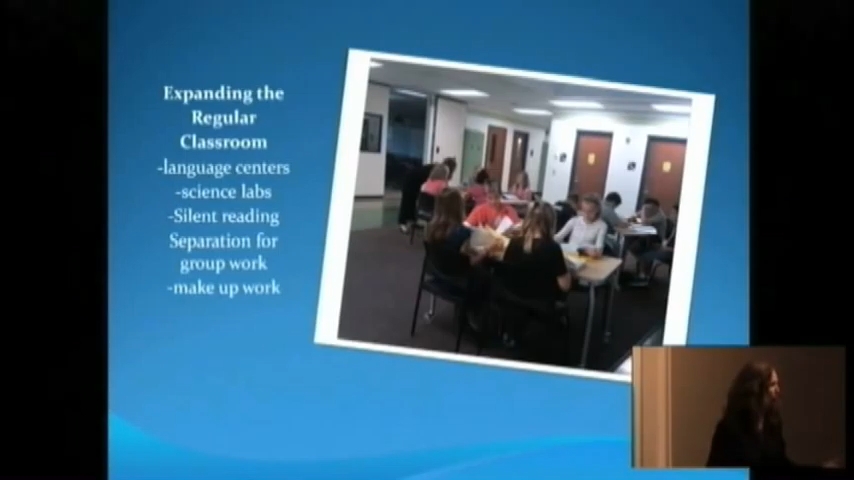 Expanding the
Regular
Classroom
-language centers
-science labs
-Silent reading
Separation for
group work
-make up work